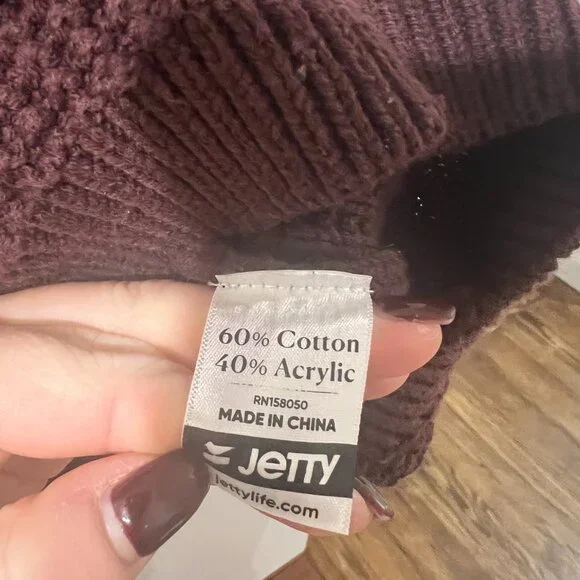 60% Cotton
40% Acrylic
RN158050
MADE IN CHINA
Jetty
jettylife.com